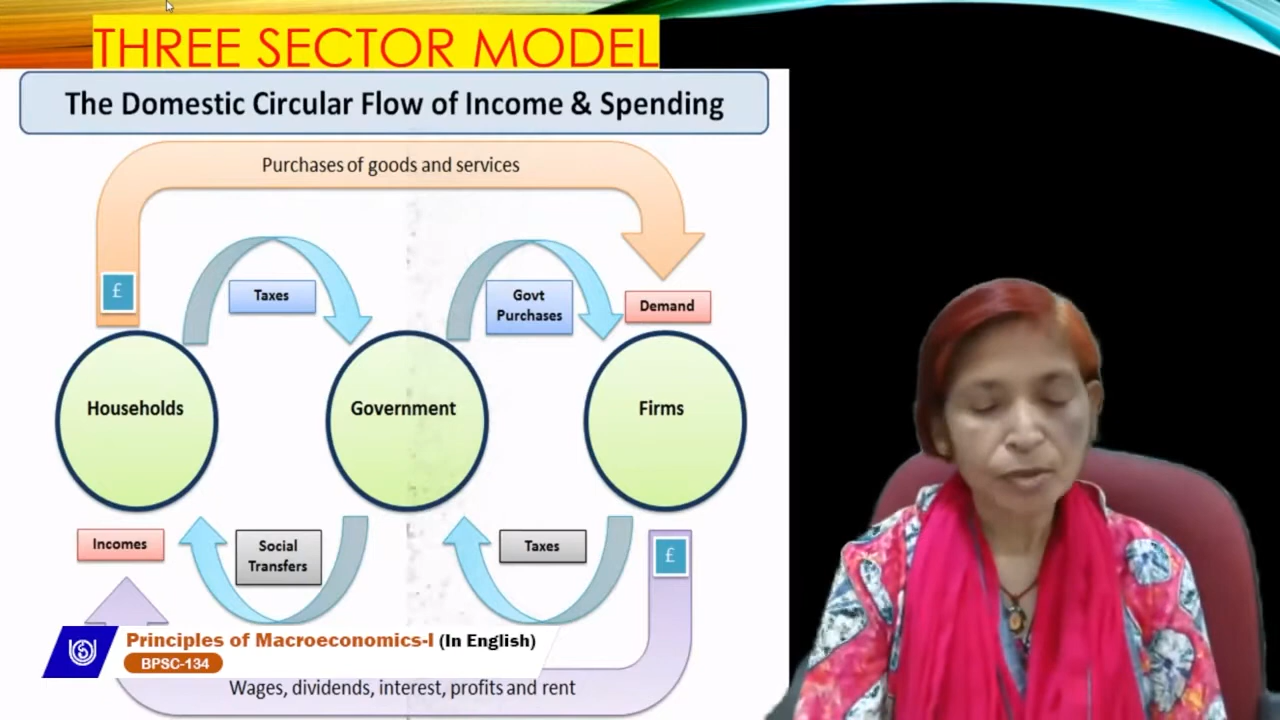 THREE SECTOR MODEL
The Domestic Circular Flow of Income & Spending
Purchases of goods and services
£
Taxes
Govt
Purchases
Demand
Households
Government
Firms
Incomes
Social
Transfers
Taxes
£
Principles of Macroeconomics-I (In English)
BPSC-134
Wages, dividends, interest, profits and rent